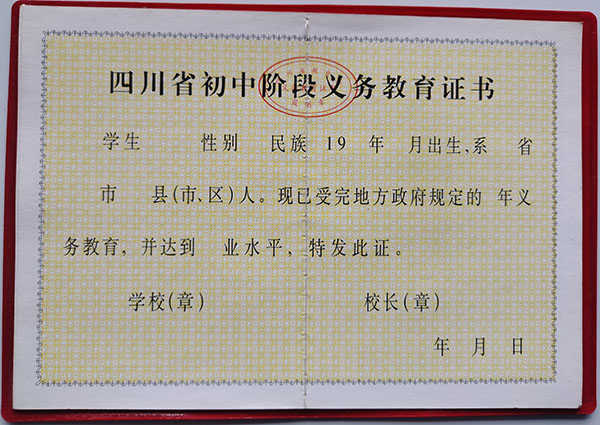 四川省初中阶段义务教育证书
学生 性别 民族 19 年 月出生,系 省
市 县(市、区)人。现已受完地方政府规定的 年义
务教育,并达到 业水平,特发此证。
学校(章) 校长(章)
年 月 日